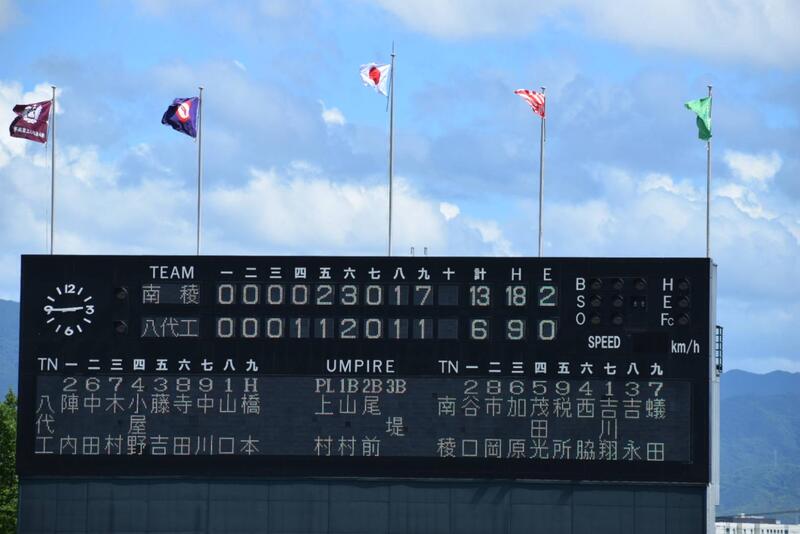 TEAM 一 二 三 四 五 六 七 八 九 十 計 H E
南 稜 0 0 0 0 2 3 0 1 7 13 18 2
八代工 0 0 0 1 1 2 0 1 1 6 9 0
B H
S E
O Fc
SPEED km/h
TN 一 二 三 四 五 六 七 八 九 UMPIRE TN 一 二 三 四 五 六 七 八 九
2 6 7 4 3 8 9 1 H PL 1B 2B 3B 2 8 6 5 9 4 1 3 7
八 陣 中 木 小 藤 寺 中 山 橋 上 山 尾 南 谷 市 加 茂 税 西 吉 吉 蟻
代 屋 堤 田 川
工 内 田 村 野 吉 田 川 口 本 村 村 前 稜 口 岡 原 光 所 脇 翔 永 田
12
3
6
9